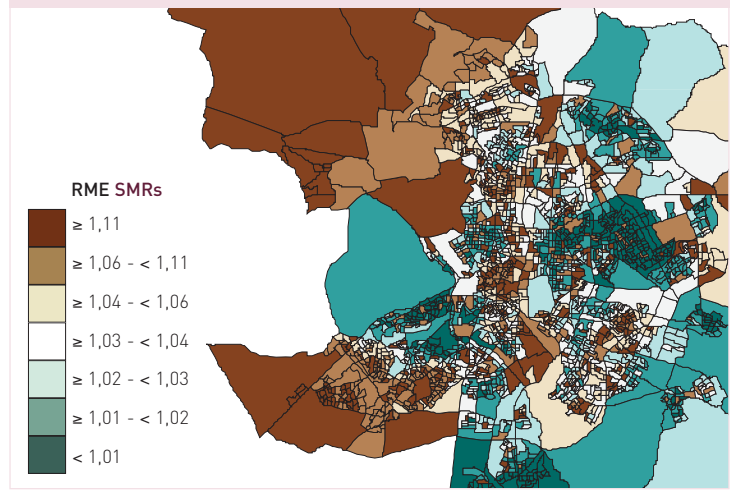 RME SMRs
≥ 1,11
≥ 1,06 - < 1,11
≥ 1,04 - < 1,06
≥ 1,03 - < 1,04
≥ 1,02 - < 1,03
≥ 1,01 - < 1,02
< 1,01